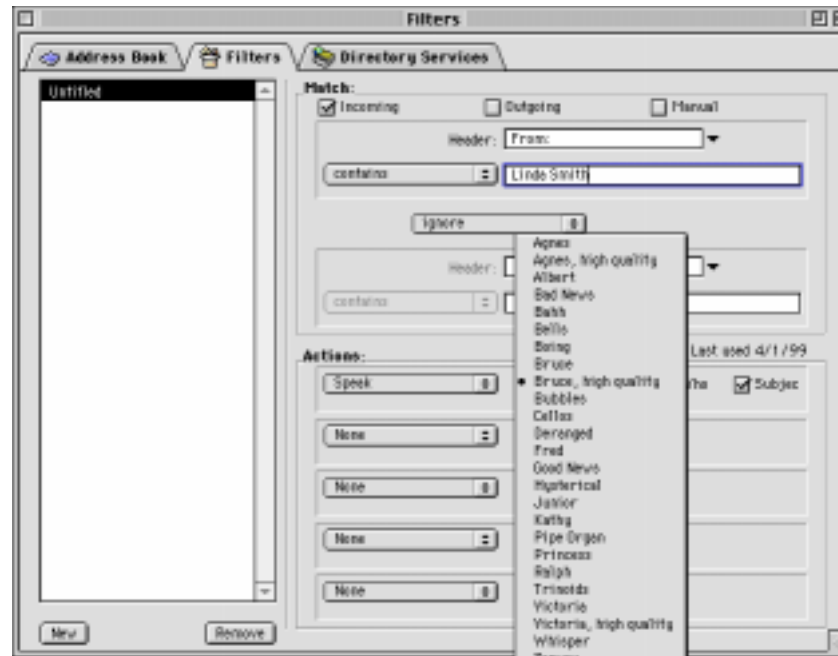 Filters
Address Book
Filters
Directory Services
Untitled
Match:
Incoming
Outgoing
Manual
Header:
From:
contains
Linda Smith
ignore
Header:
contains
Last used 4/1/99
Actions:
Speak
Who
Subjec
None
None
None
None
Agnes
Agnes, high quality
Albert
Bad News
Bahh
Bells
Boing
Bruce
Bruce, high quality
Bubbles
Cellos
Deranged
Fred
Good News
Hysterical
Junior
Kathy
Pipe Organ
Princess
Ralph
Trinoids
Victoria
Victoria, high quality
Whisper
New
Remove